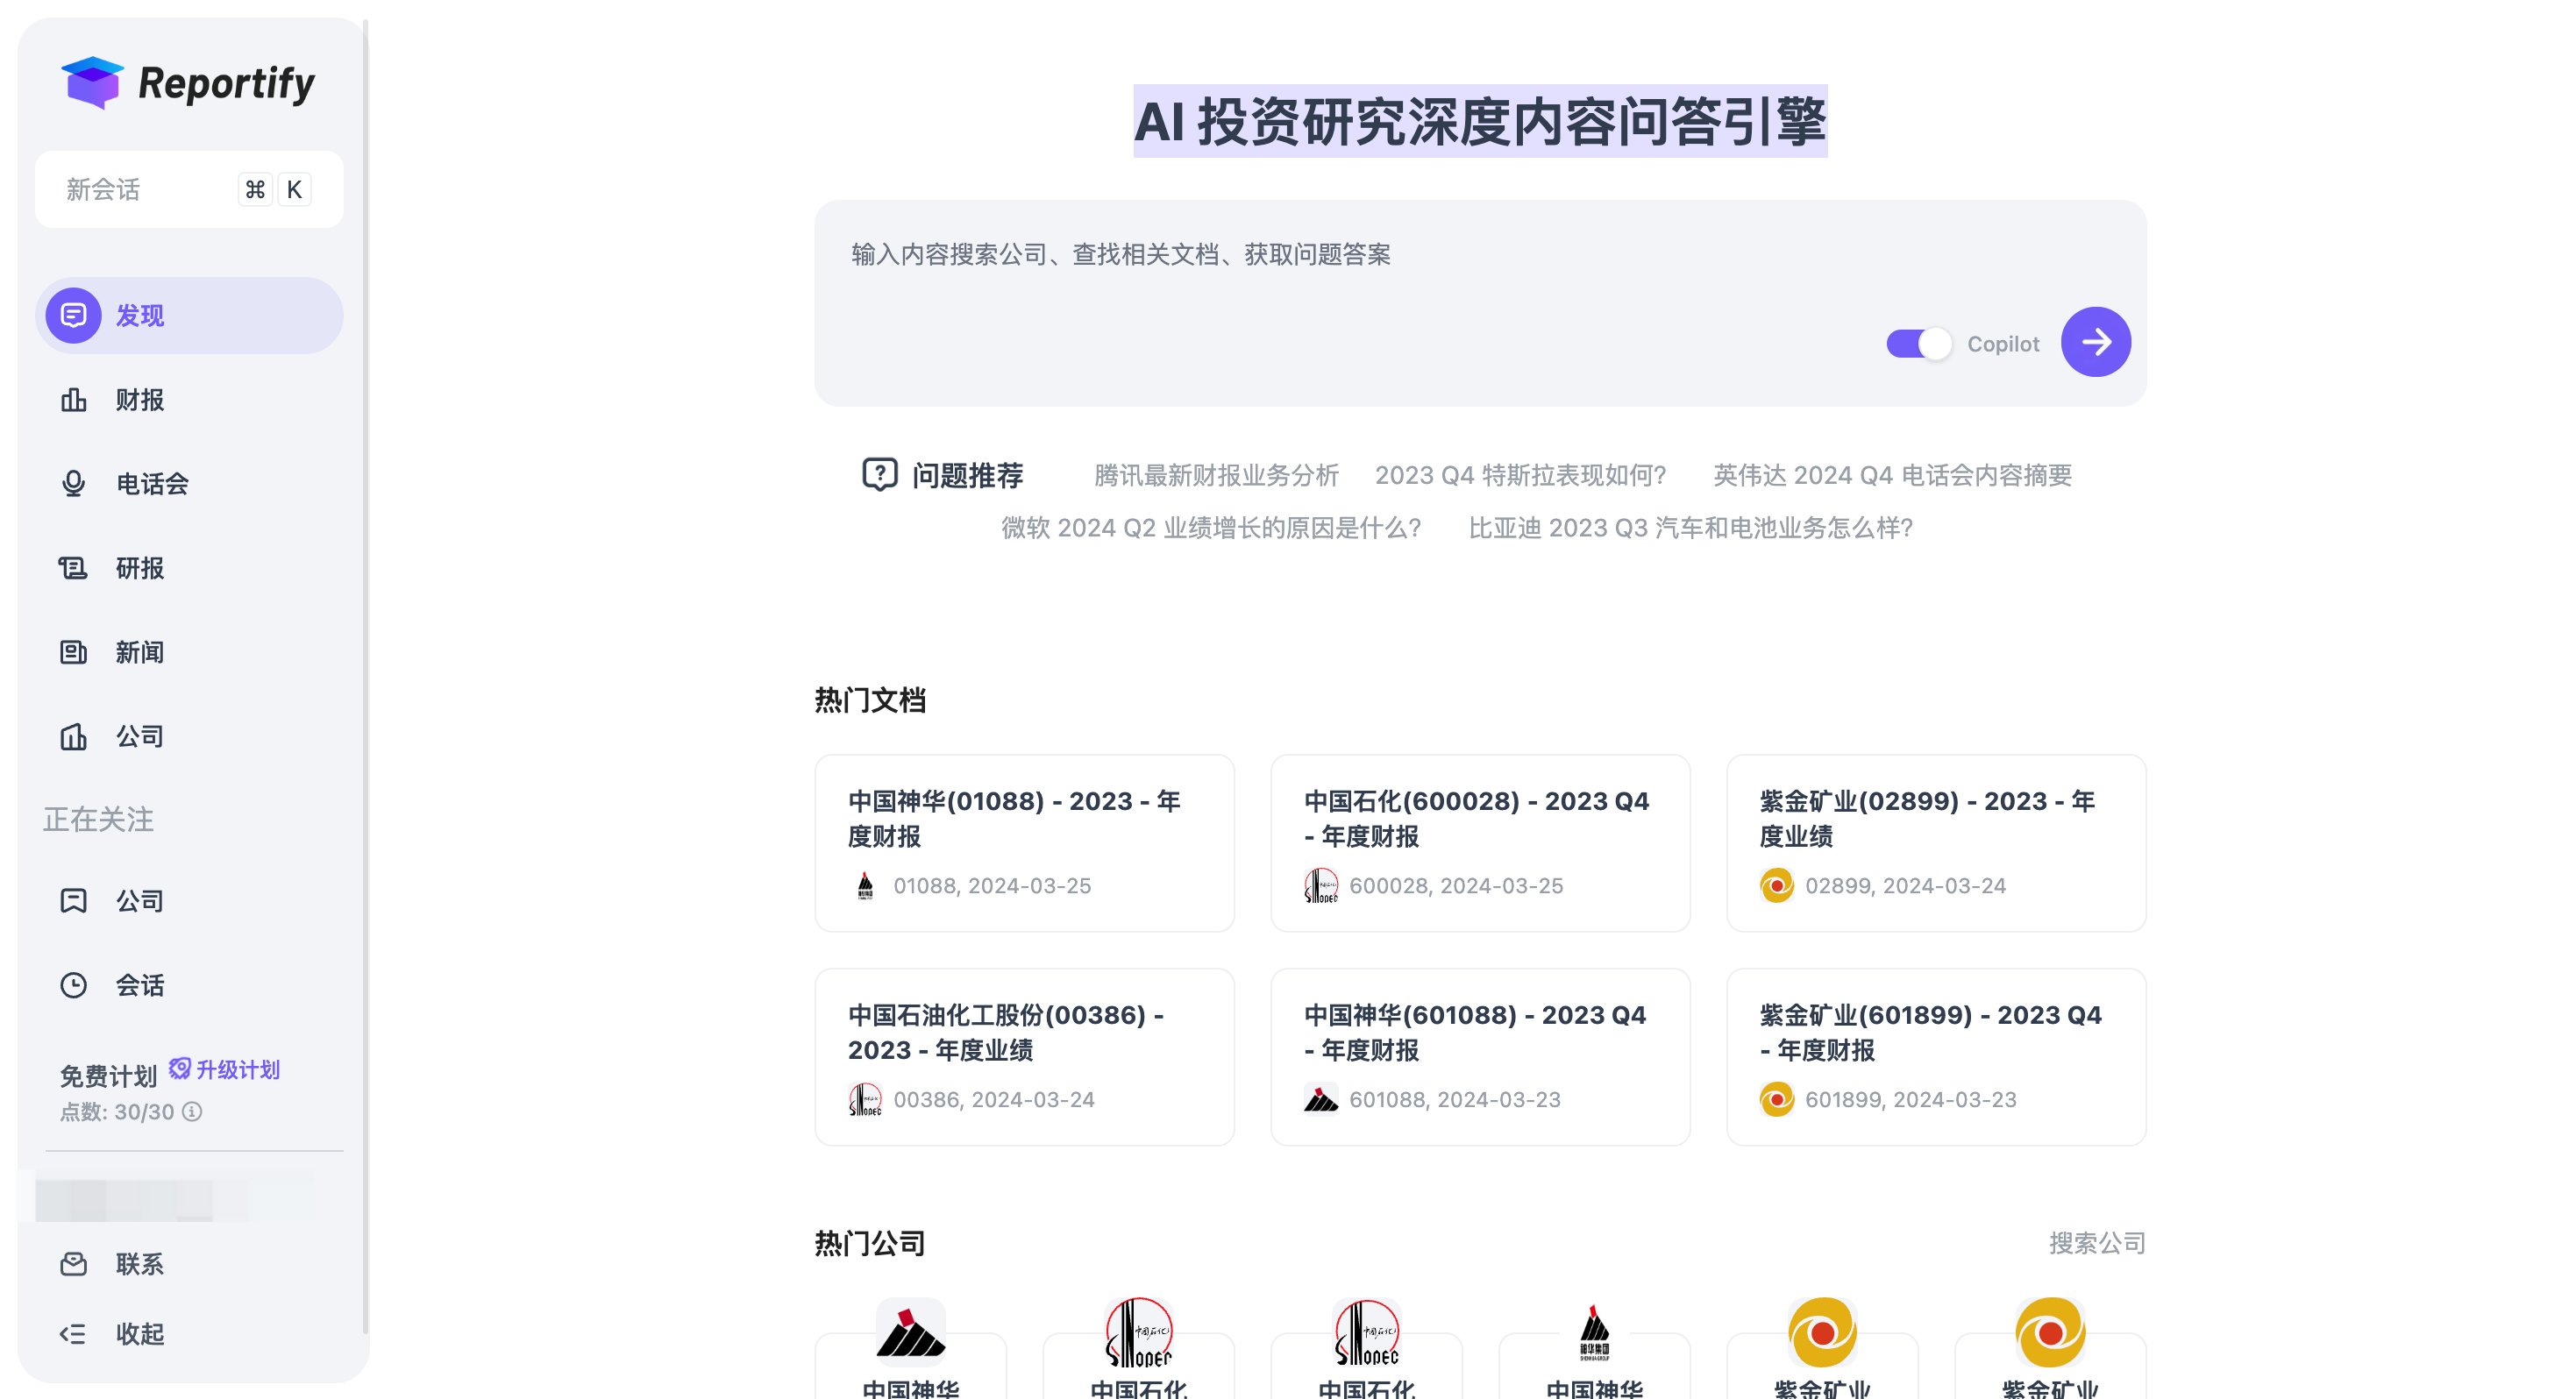 Reportify
新会话 ⌘ K
发现
财报
电话会
研报
新闻
公司
正在关注
公司
会话
免费计划 升级计划
点数: 30/30
联系
收起
AI 投资研究深度内容问答引擎
输入内容搜索公司、查找相关文档、获取问题答案
Copilot
问题推荐 腾讯最新财报业务分析 2023 Q4 特斯拉表现如何? 英伟达 2024 Q4 电话会内容摘要
微软 2024 Q2 业绩增长的原因是什么? 比亚迪 2023 Q3 汽车和电池业务怎么样?
热门文档
中国神华(01088) - 2023 - 年
度财报
01088, 2024-03-25
中国石化(600028) - 2023 Q4
- 年度财报
600028, 2024-03-25
紫金矿业(02899) - 2023 - 年
度业绩
02899, 2024-03-24
中国石油化工股份(00386) -
2023 - 年度业绩
00386, 2024-03-24
中国神华(601088) - 2023 Q4
- 年度财报
601088, 2024-03-23
紫金矿业(601899) - 2023 Q4
- 年度财报
601899, 2024-03-23
热门公司 搜索公司
中国神华
中国石化
中国石化
中国神华
紫金矿业
紫金矿业